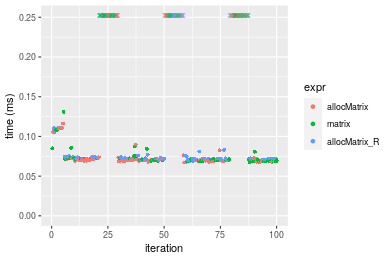 0.25
0.20
0.15
0.10
0.05
0.00
time (ms)
0
25
50
75
100
iteration
expr
allocMatrix
matrix
allocMatrix_R